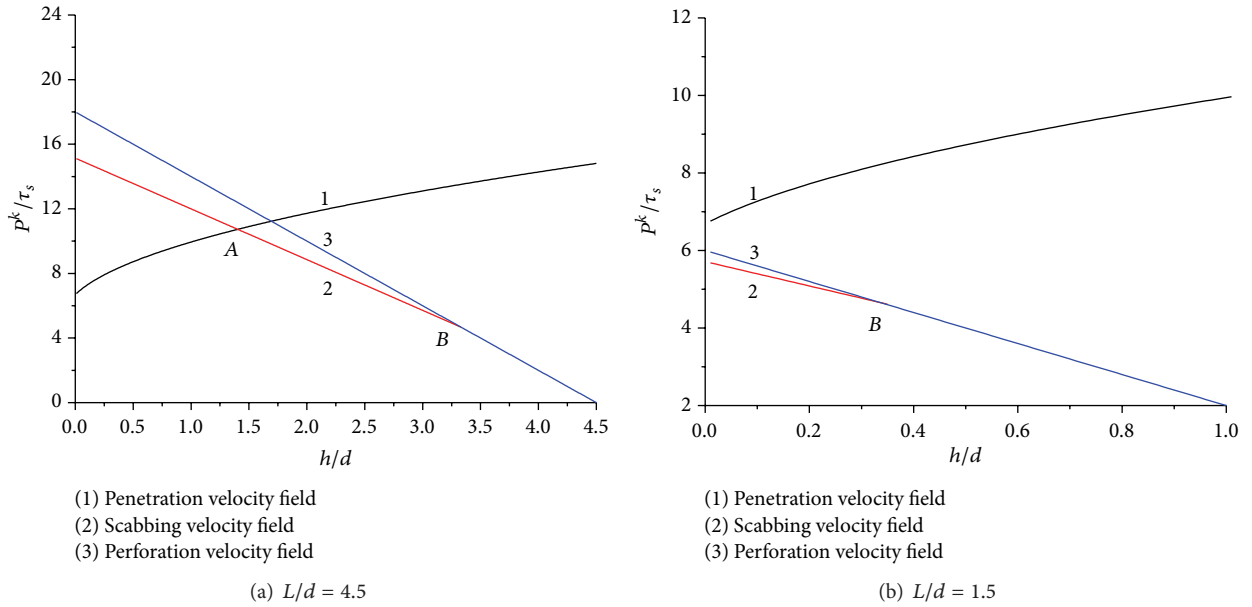 24
20
16
12
8
4
0
P^k/τ_s
0.0 0.5 1.0 1.5 2.0 2.5 3.0 3.5 4.0 4.5
h/d
1
3
2
A
B
(1) Penetration velocity field
(2) Scabbing velocity field
(3) Perforation velocity field
(a) L/d = 4.5
12
10
8
6
4
2
P^k/τ_s
0.0 0.2 0.4 0.6 0.8 1.0
h/d
1
3
2
B
(1) Penetration velocity field
(2) Scabbing velocity field
(3) Perforation velocity field
(b) L/d = 1.5